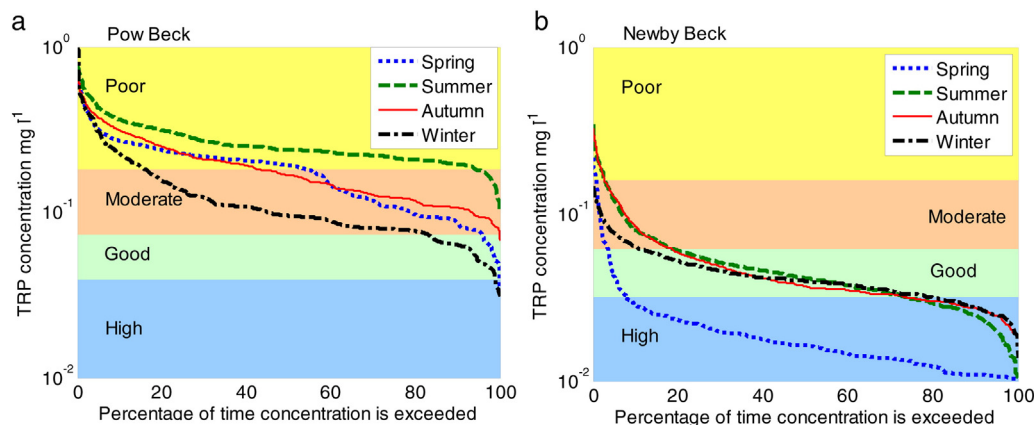 a
Pow Beck
10^0
10^-1
10^-2
TRP concentration mg l^1
Poor
Moderate
Good
High
Spring
Summer
Autumn
Winter
0 20 40 60 80 100
Percentage of time concentration is exceeded
b
Newby Beck
10^0
10^-1
10^-2
TRP concentration mg l^1
Poor
Moderate
Good
High
Spring
Summer
Autumn
Winter
0 20 40 60 80 100
Percentage of time concentration is exceeded